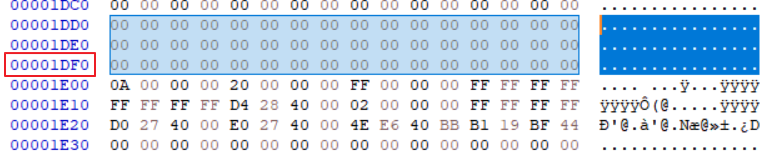 00001DC0 00 00 00 00 00 00 00 00 00 00 00 00 00 00 00 00 ................
00001DD0 00 00 00 00 00 00 00 00 00 00 00 00 00 00 00 00 ................
00001DE0 00 00 00 00 00 00 00 00 00 00 00 00 00 00 00 00 ................
00001DF0 00 00 00 00 00 00 00 00 00 00 00 00 00 00 00 00 ................
00001E00 0A 00 00 00 20 00 00 00 FF 00 00 00 FF FF FF FF .... ...ÿ...ÿÿÿÿ
00001E10 FF FF FF FF D4 28 40 00 02 00 00 00 FF FF FF FF ÿÿÿÿÔ(@.....ÿÿÿÿ
00001E20 D0 27 40 00 E0 27 40 00 4E E6 40 BB B1 19 BF 44 Ð'@.à'@.Næ@»±.¿D
00001E30 00 00 00 00 00 00 00 00 00 00 00 00 00 00 00 00 ................